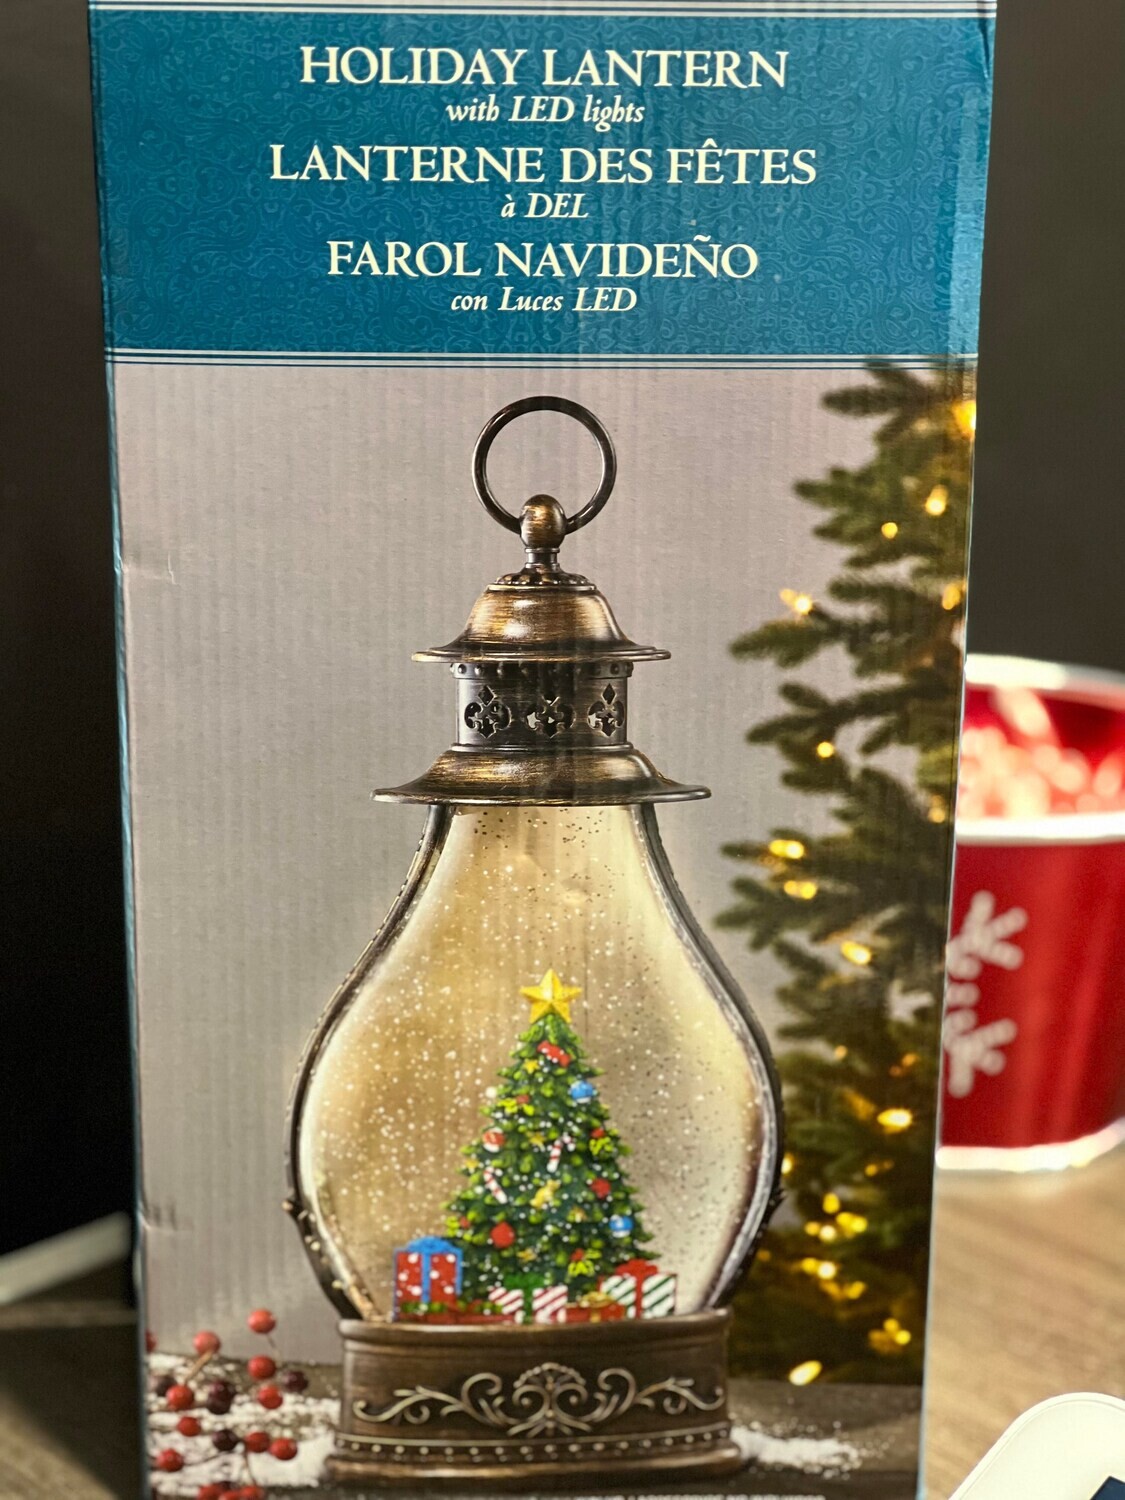 HOLIDAY LANTERN
with LED lights
LANTERNE DES FÊTES
à DEL
FAROL NAVIDEÑO
con Luces LED